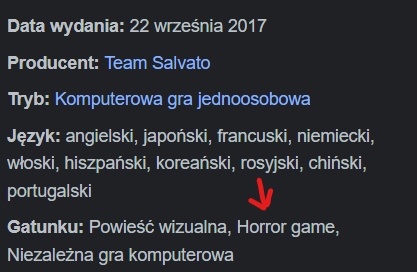 Data wydania: 22 września 2017
Producent: Team Salvato
Tryb: Komputerowa gra jednoosobowa
Język: angielski, japoński, francuski, niemiecki,
włoski, hiszpański, koreański, rosyjski, chiński,
portugalski
Gatunku: Powieść wizualna, Horror game,
Niezależna gra komputerowa